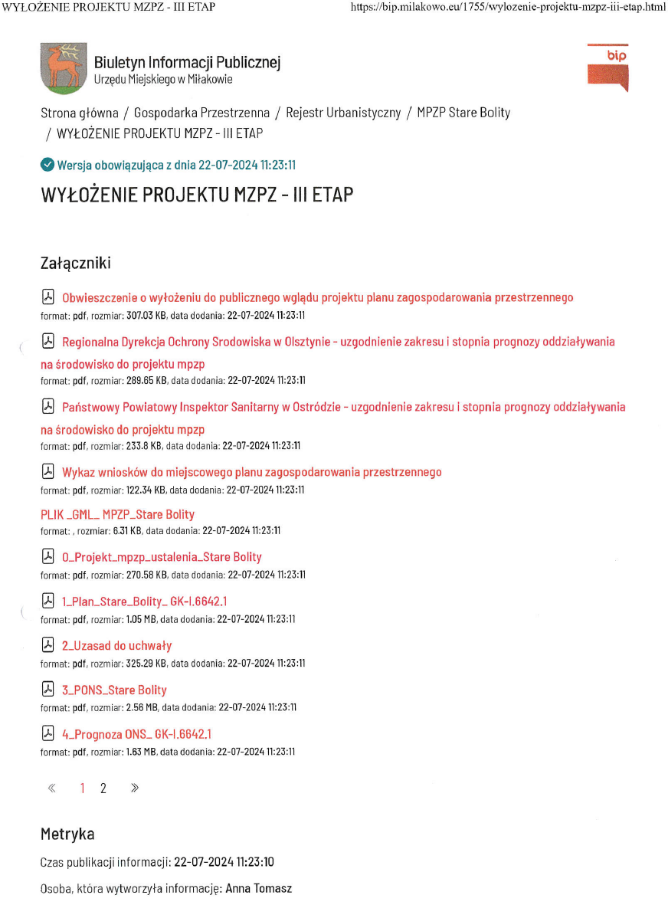 WYŁOŻENIE PROJEKTU MZPZ - III ETAP
https://bip.milakowo.eu/1755/wylozenie-projektu-mzpz-iii-etap.html
Biuletyn Informacji Publicznej
Urzędu Miejskiego w Miłakowie
bip
Strona główna / Gospodarka Przestrzenna / Rejestr Urbanistyczny / MPZP Stare Bolity
/ WYŁOŻENIE PROJEKTU MZPZ - III ETAP
Wersja obowiązująca z dnia 22-07-2024 11:23:11
WYŁOŻENIE PROJEKTU MZPZ - III ETAP
Załączniki
Obwieszczenie o wyłożeniu do publicznego wglądu projektu planu zagospodarowania przestrzennego
format: pdf, rozmiar: 307.03 KB, data dodania: 22-07-2024 11:23:11
Regionalna Dyrekcja Ochrony Srodowiska w Olsztynie - uzgodnienie zakresu i stopnia prognozy oddziaływania
na środowisko do projektu mpzp
format: pdf, rozmiar: 289.85 KB, data dodania: 22-07-2024 11:23:11
Państwowy Powiatowy Inspektor Sanitarny w Ostródzie - uzgodnienie zakresu i stopnia prognozy oddziaływania
na środowisko do projektu mpzp
format: pdf, rozmiar: 233.8 KB, data dodania: 22-07-2024 11:23:11
Wykaz wniosków do miejscowego planu zagospodarowania przestrzennego
format: pdf, rozmiar: 122.34 KB, data dodania: 22-07-2024 11:23:11
PLIK _GML_ MPZP_Stare Bolity
format: , rozmiar: 6.31 KB, data dodania: 22-07-2024 11:23:11
0_Projekt_mpzp_ustalenia_Stare Bolity
format: pdf, rozmiar: 270.58 KB, data dodania: 22-07-2024 11:23:11
1_Plan_Stare_Bolity_ GK-I.6642.1
format: pdf, rozmiar: 1.05 MB, data dodania: 22-07-2024 11:23:11
2_Uzasad do uchwały
format: pdf, rozmiar: 325.29 KB, data dodania: 22-07-2024 11:23:11
3_PONS_Stare Bolity
format: pdf, rozmiar: 2.56 MB, data dodania: 22-07-2024 11:23:11
4_Prognoza ONS_ GK-I.6642.1
format: pdf, rozmiar: 1.63 MB, data dodania: 22-07-2024 11:23:11
« 1 2 »
Metryka
Czas publikacji informacji: 22-07-2024 11:23:10
Osoba, która wytworzyła informację: Anna Tomasz